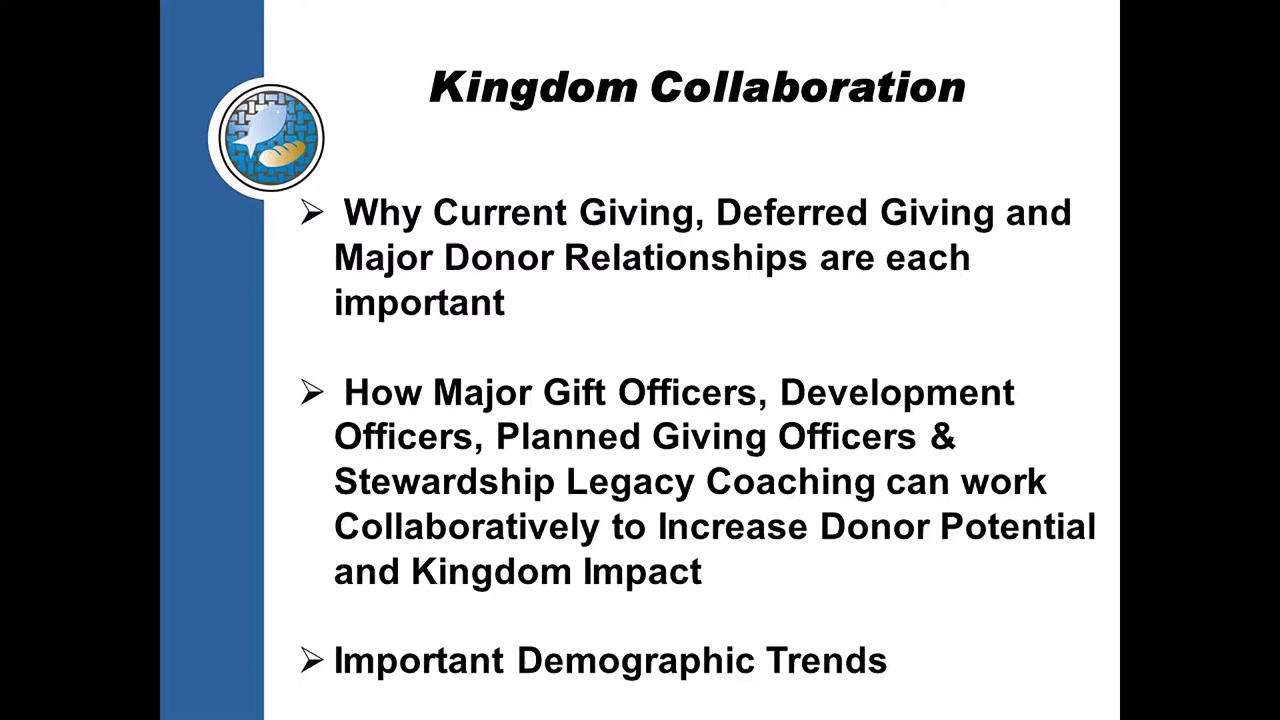 Kingdom Collaboration
➢ Why Current Giving, Deferred Giving and
Major Donor Relationships are each
important
➢ How Major Gift Officers, Development
Officers, Planned Giving Officers &
Stewardship Legacy Coaching can work
Collaboratively to Increase Donor Potential
and Kingdom Impact
➢ Important Demographic Trends